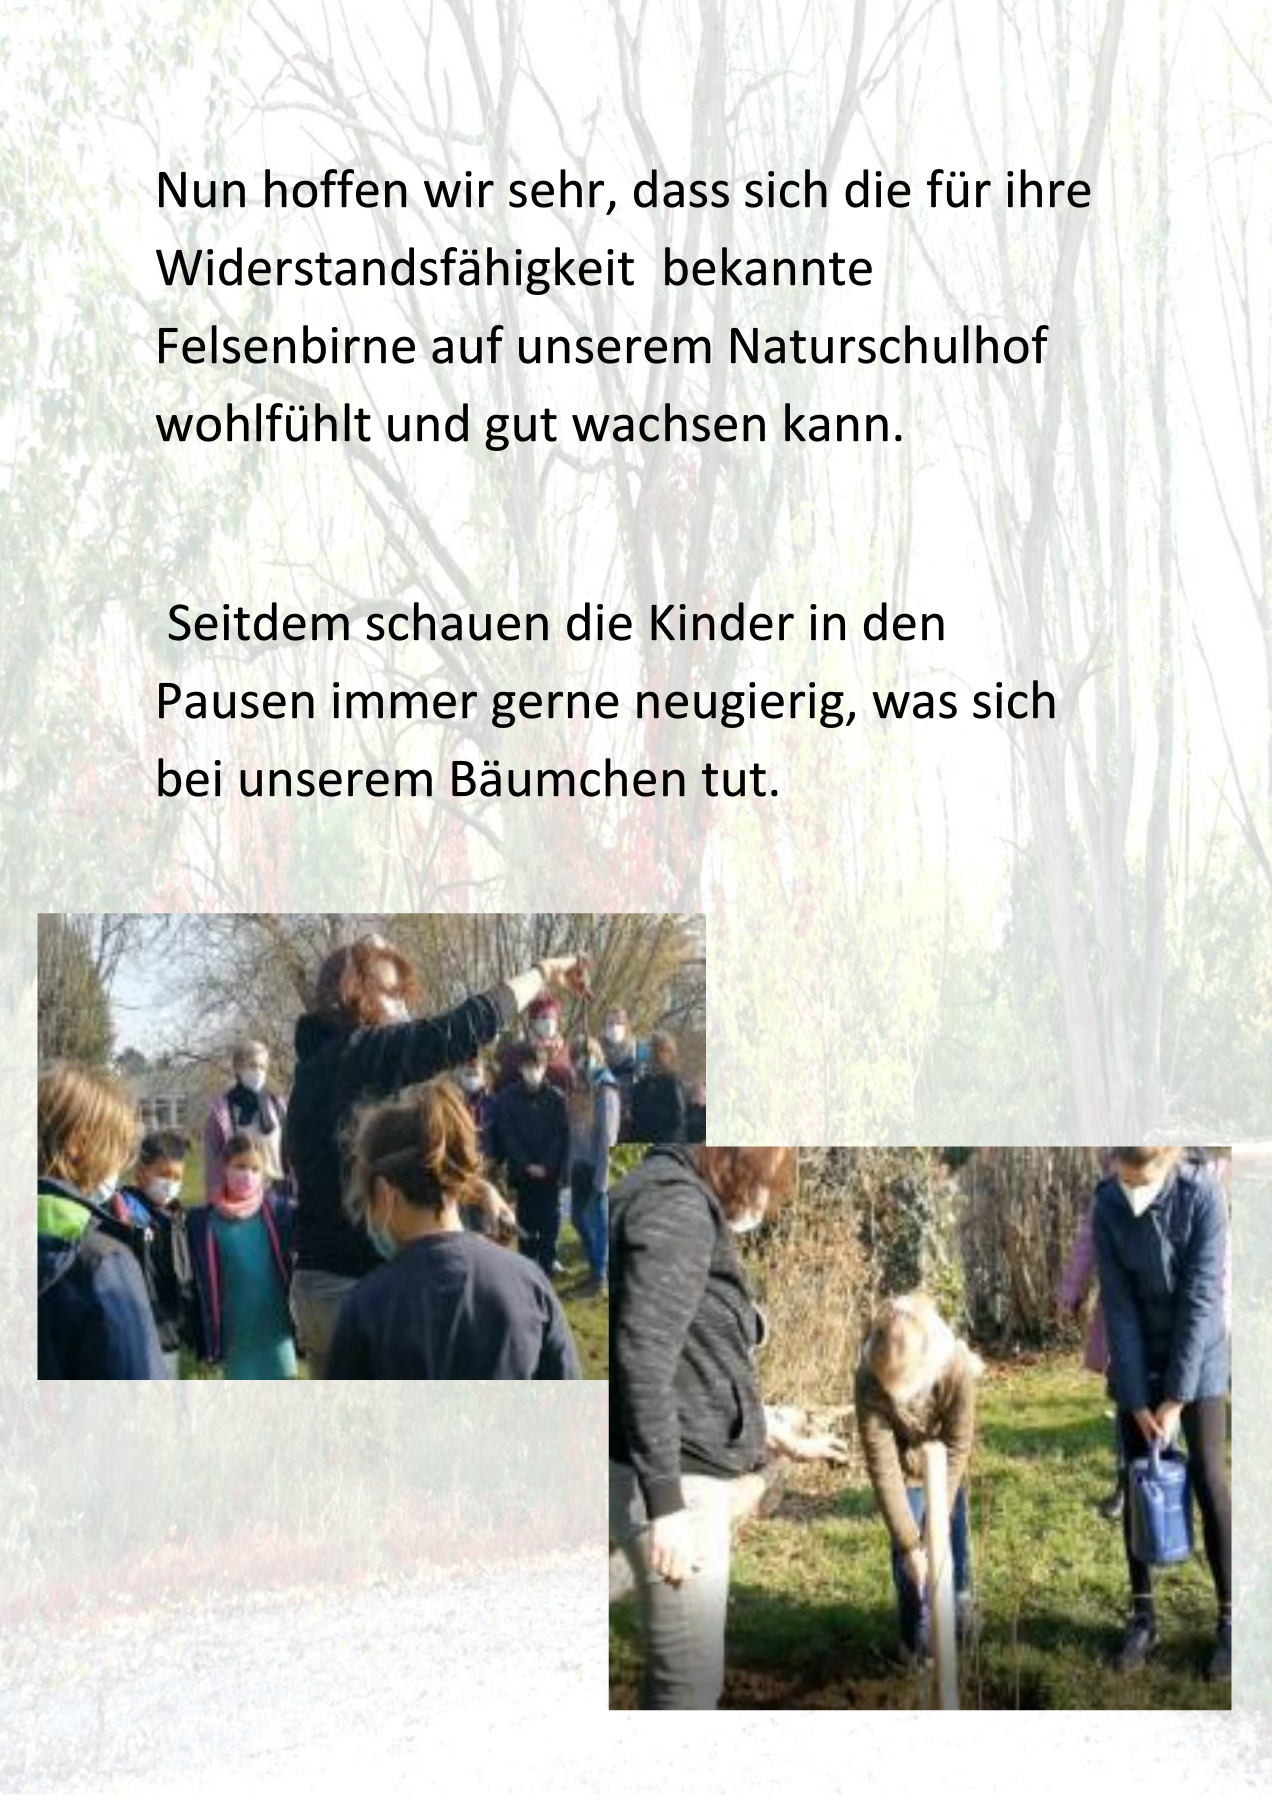 Nun hoffen wir sehr, dass sich die für ihre
Widerstandsfähigkeit  bekannte
Felsenbirne auf unserem Naturschulhof
wohlfühlt und gut wachsen kann.
Seitdem schauen die Kinder in den
Pausen immer gerne neugierig, was sich
bei unserem Bäumchen tut.